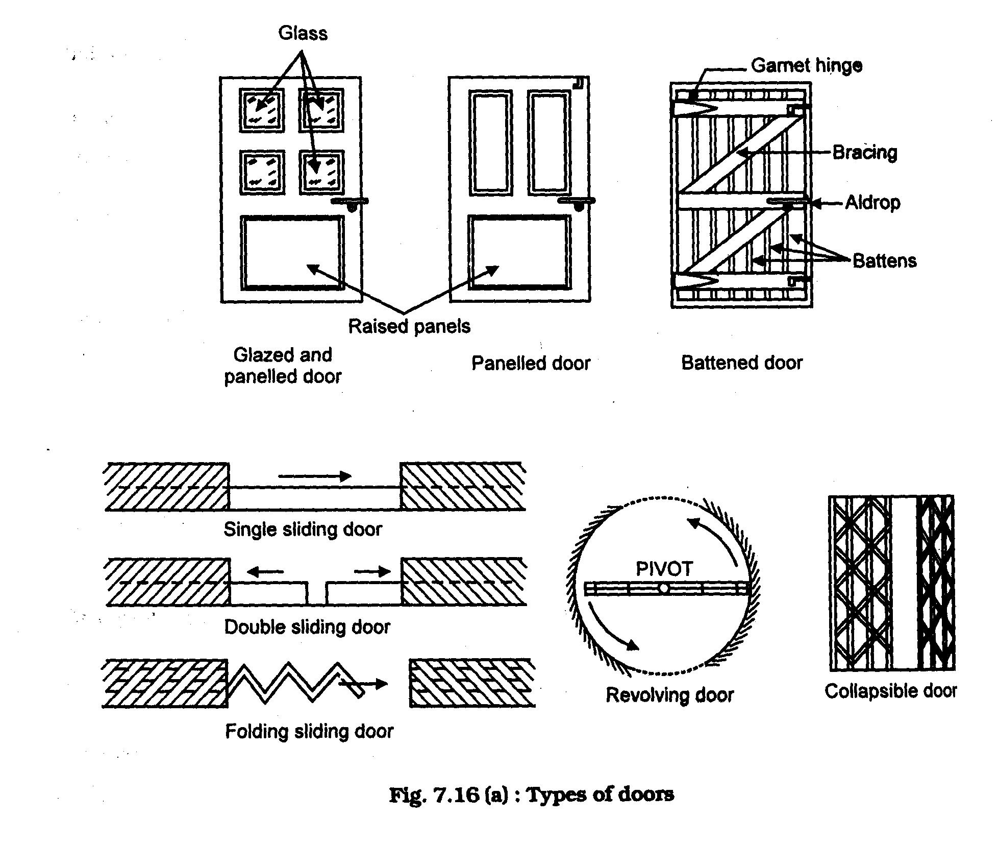 Glass
Garnet hinge
Bracing
Aldrop
Battens
Raised panels
Glazed and
panelled door
Panelled door
Battened door
Single sliding door
Double sliding door
Folding sliding door
PIVOT
Revolving door
Collapsible door
Fig. 7.16 (a) : Types of doors